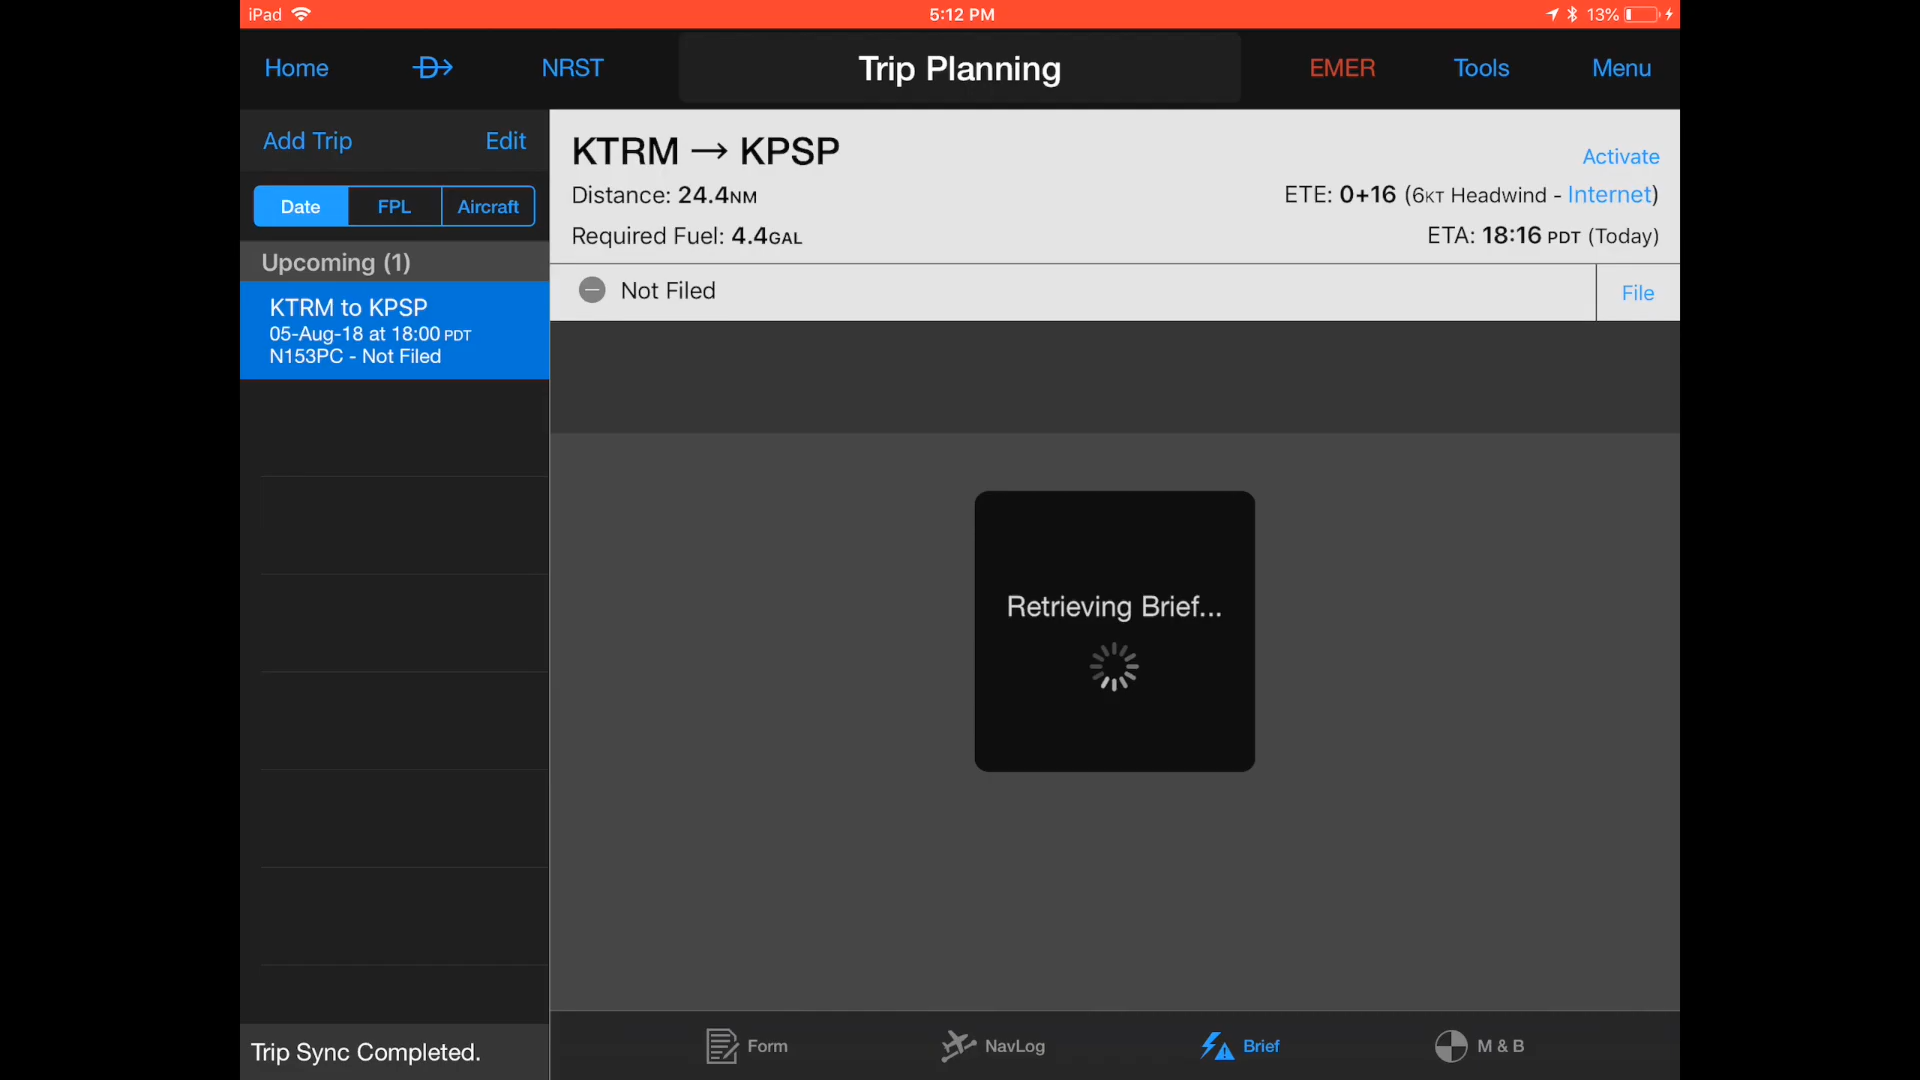 iPad 5:12 PM 13%
Home D NRST Trip Planning EMER Tools Menu
Add Trip Edit
Date FPL Aircraft
Upcoming (1)
KTRM to KPSP
05-Aug-18 at 18:00 PDT
N153PC - Not Filed
Trip Sync Completed.
KTRM → KPSP
Activate
Distance: 24.4NM
ETE: 0+16 (6KT Headwind - Internet)
Required Fuel: 4.4GAL
ETA: 18:16 PDT (Today)
Not Filed
File
Retrieving Brief...
Form NavLog Brief M & B